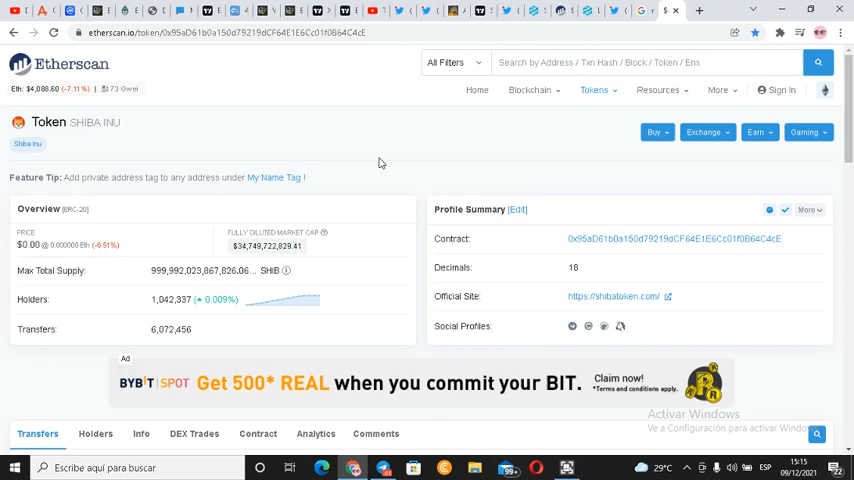 etherscan.io/token/0x95aD61b0a150d79219dCF64E1E6Cc01f0B64C4cE
Etherscan
All Filters
Search by Address / Txn Hash / Block / Token / Ens
Eth: $4,088.60 (-7.11%) | 73 Gwei
Home Blockchain Tokens Resources More Sign In
Token SHIBA INU
Buy Exchange Earn Gaming
Shiba Inu
Feature Tip: Add private address tag to any address under My Name Tag !
Overview [ERC-20]
PRICE
$0.00 @ 0.000000 Eth (-6.51%)
FULLY DILUTED MARKET CAP
$34,749,722,829.41
Max Total Supply: 999,992,023,867,826.06... SHIB
Holders: 1,042,337 (0.009%)
Transfers: 6,072,456
Profile Summary [Edit]
More
Contract: 0x95aD61b0a150d79219dCF64E1E6Cc01f0B64C4cE
Decimals: 18
Official Site: https://shibatoken.com/
Social Profiles:
Ad
BYBIT SPOT Get 500* REAL when you commit your BIT. Claim now!
*Terms and conditions apply.
Activar Windows
Ve a Configuración para activar Windows.
Transfers Holders Info DEX Trades Contract Analytics Comments
Escribe aquí para buscar
99+
29°C
ESP
15:15
09/12/2021
22